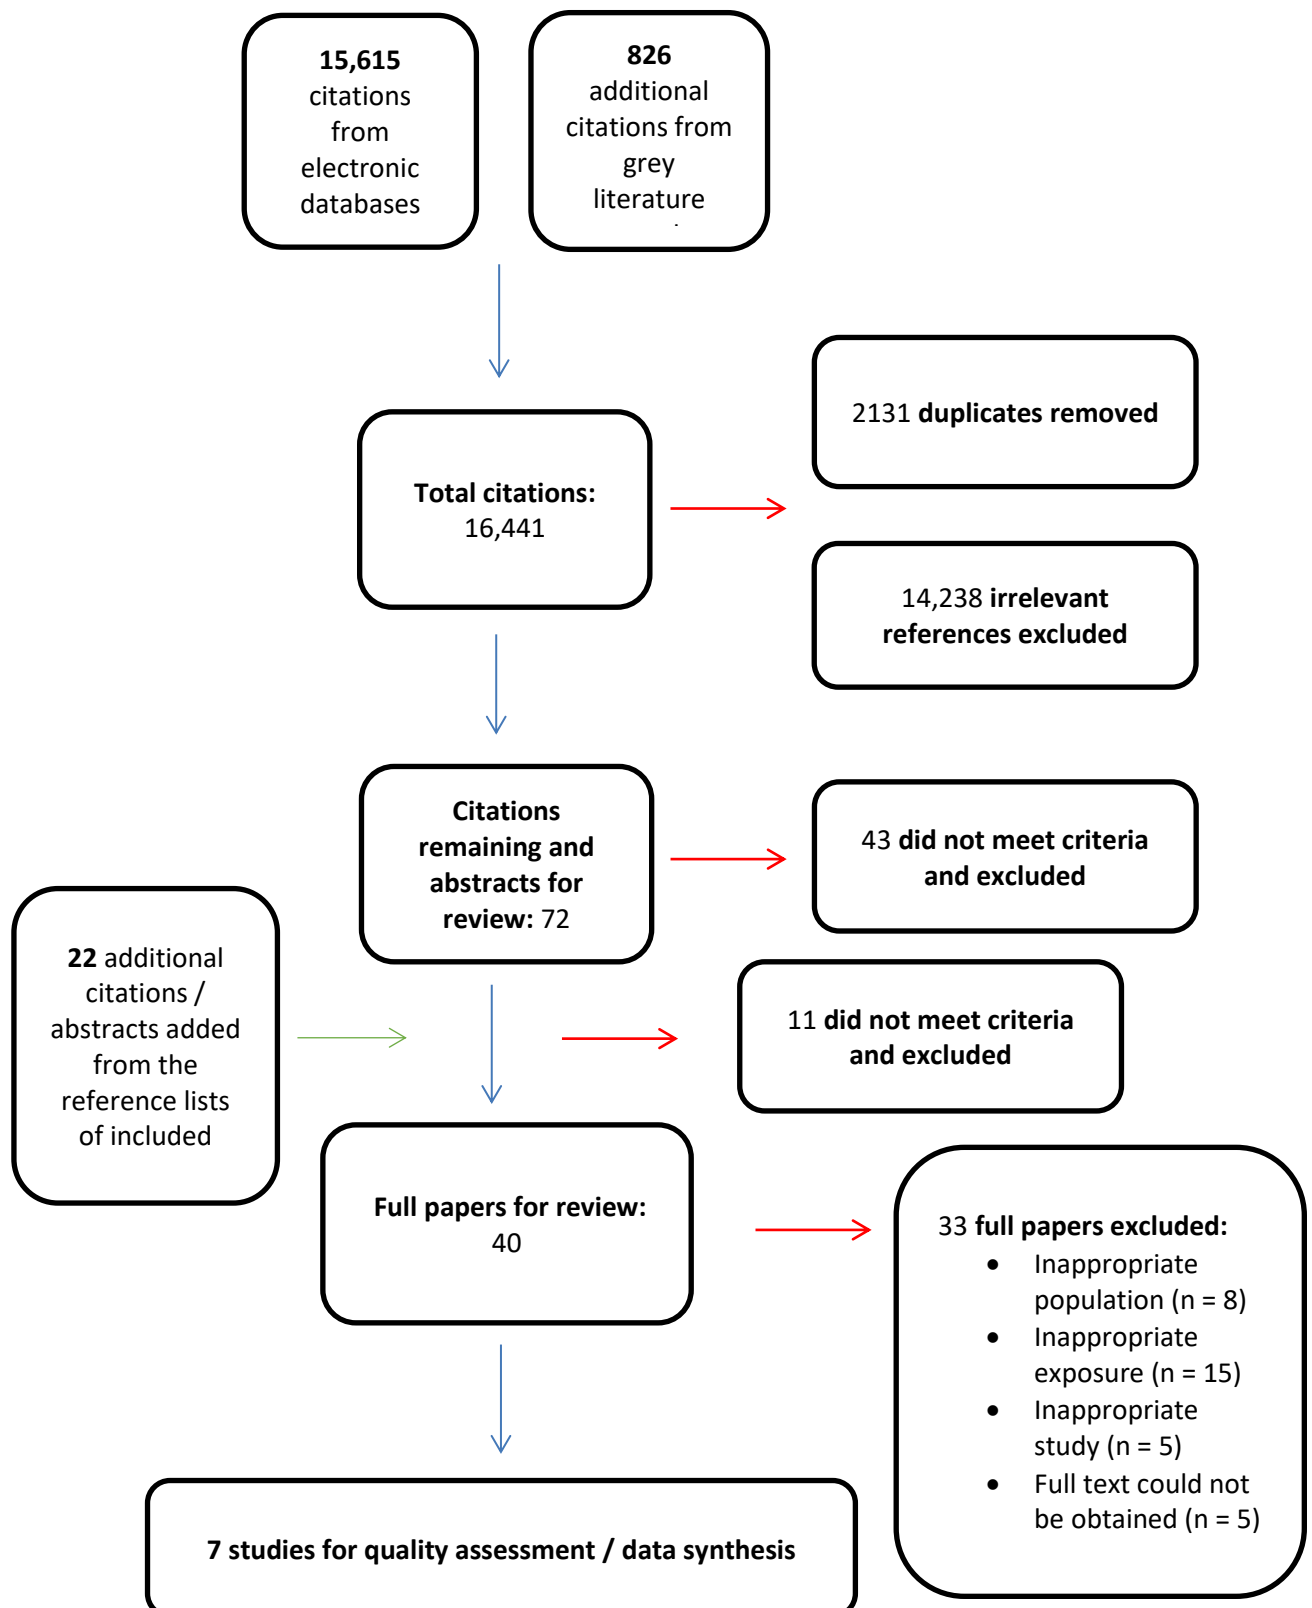 15,615
citations
from
electronic
databases
826
additional
citations from
grey
literature
2131 duplicates removed
Total citations:
16,441
14,238 irrelevant
references excluded
Citations
remaining and
abstracts for
review: 72
43 did not meet criteria
and excluded
22 additional
citations /
abstracts added
from the
reference lists
of included
11 did not meet criteria
and excluded
Full papers for review:
40
33 full papers excluded:
• Inappropriate
population (n = 8)
• Inappropriate
exposure (n = 15)
• Inappropriate
study (n = 5)
• Full text could not
be obtained (n = 5)
7 studies for quality assessment / data synthesis